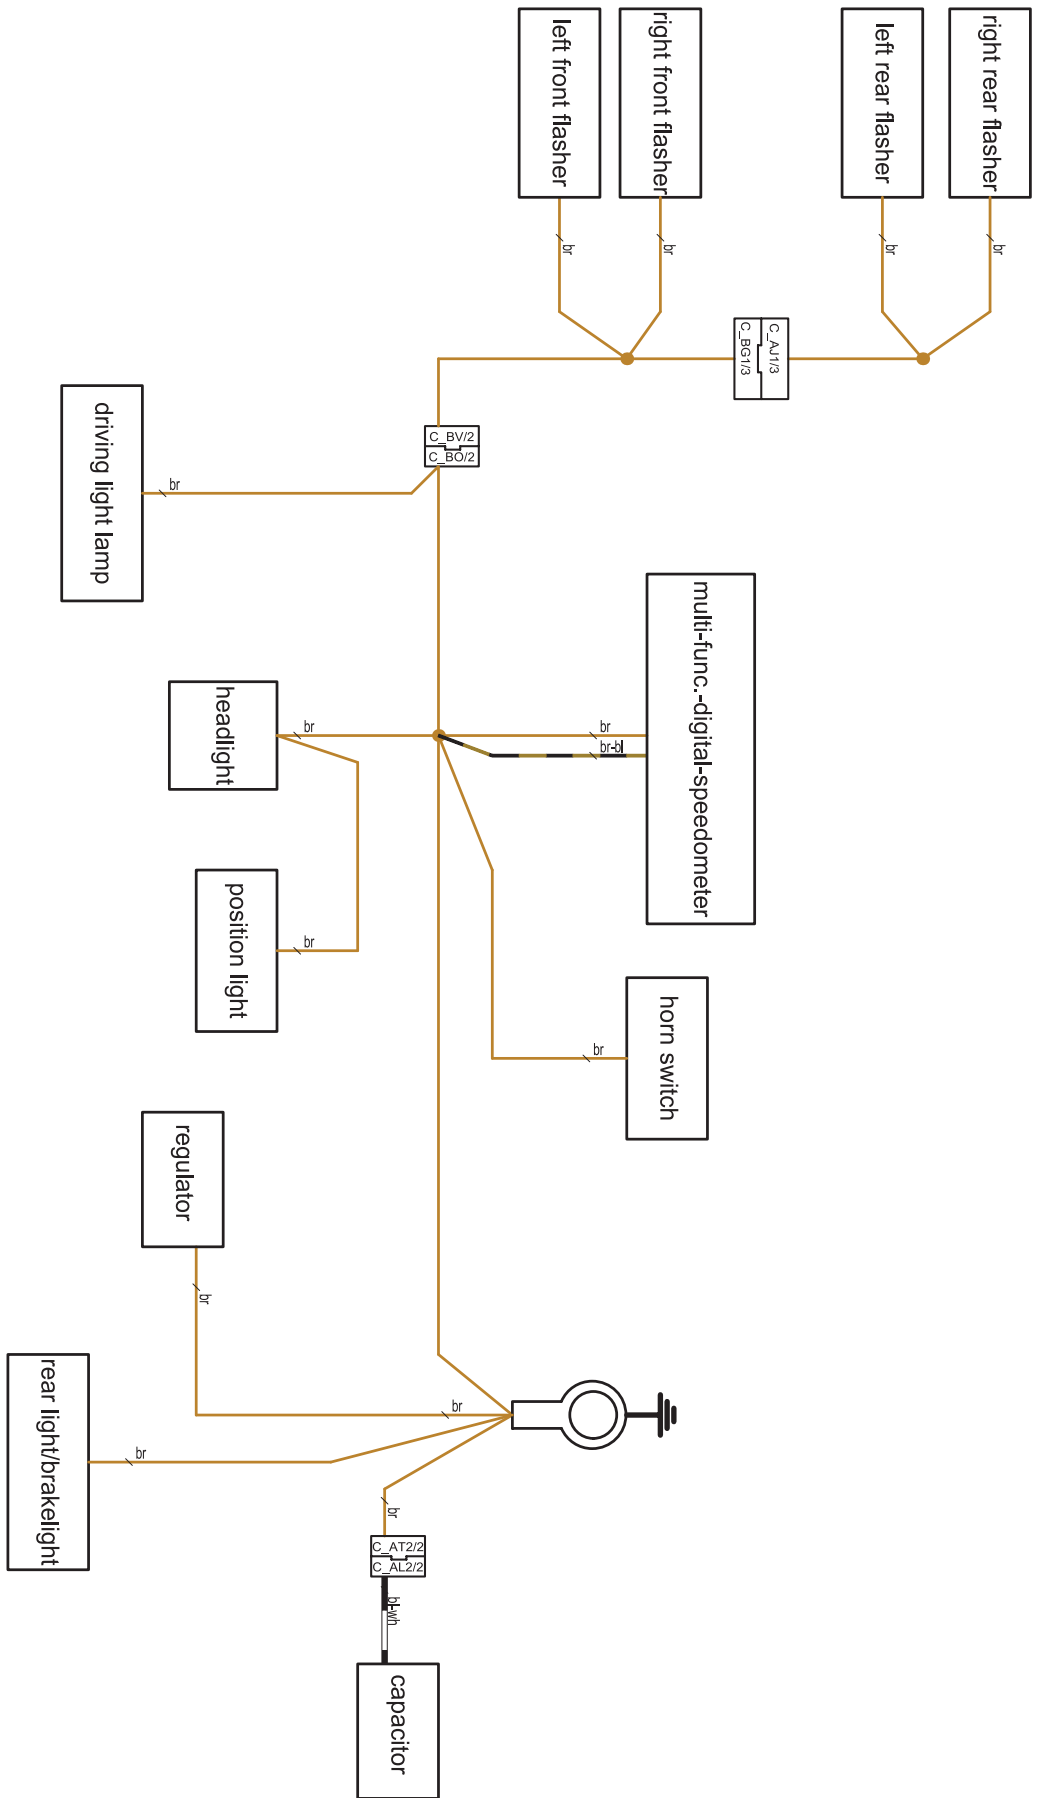 left front flasher
right front flasher
left rear flasher
right rear flasher
br
br
br
br
C_AJ1/3
C_BG1/3
C_BV/2
C_BO/2
driving light lamp
br
multi-func.-digital-speedometer
br
br-bl
headlight
br
position light
br
horn switch
br
regulator
br
br
rear light/brakelight
br
br
C_AT2/2
C_AL2/2
bl-wh
capacitor